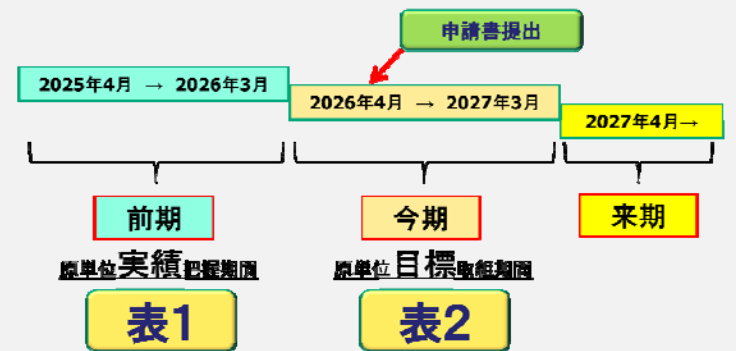 申請書提出
2025年4月 → 2026年3月
2026年4月 → 2027年3月
2027年4月→
前期
今期
来期
原単位実績把握期間
原単位目標取組期間
表1
表2